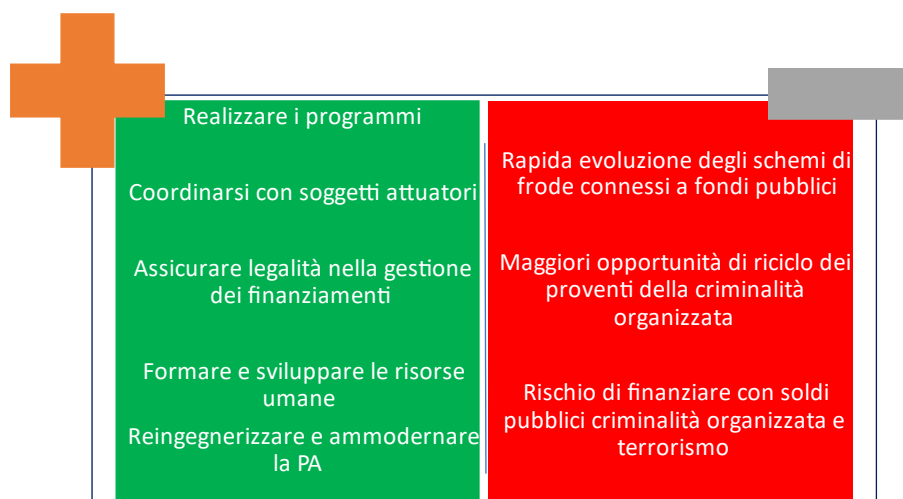 Realizzare i programmi
Coordinarsi con soggetti attuatori
Assicurare legalità nella gestione
dei finanziamenti
Formare e sviluppare le risorse
umane
Reingegnerizzare e ammodernare
la PA
Rapida evoluzione degli schemi di
frode connessi a fondi pubblici
Maggiori opportunità di riciclo dei
proventi della criminalità
organizzata
Rischio di finanziare con soldi
pubblici criminalità organizzata e
terrorismo